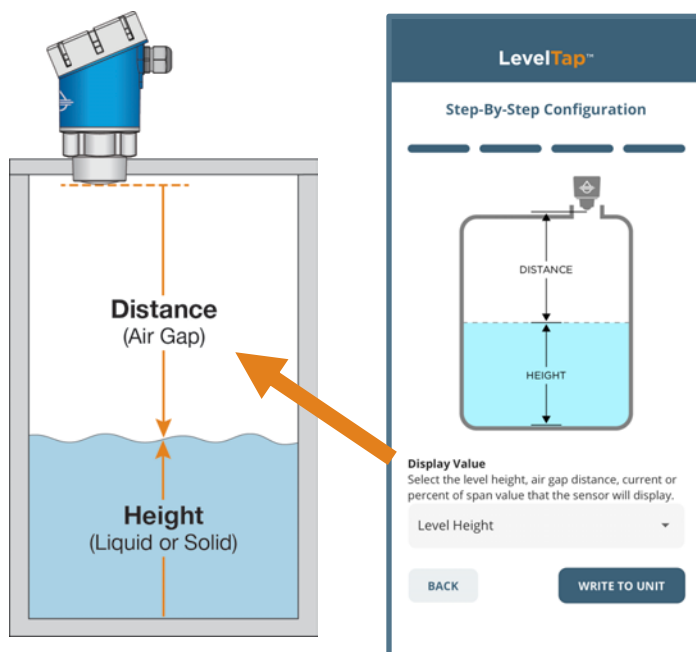 Distance
(Air Gap)
Height
(Liquid or Solid)
LevelTap™
Step-By-Step Configuration
DISTANCE
HEIGHT
Display Value
Select the level height, air gap distance, current or
percent of span value that the sensor will display.
Level Height
BACK
WRITE TO UNIT